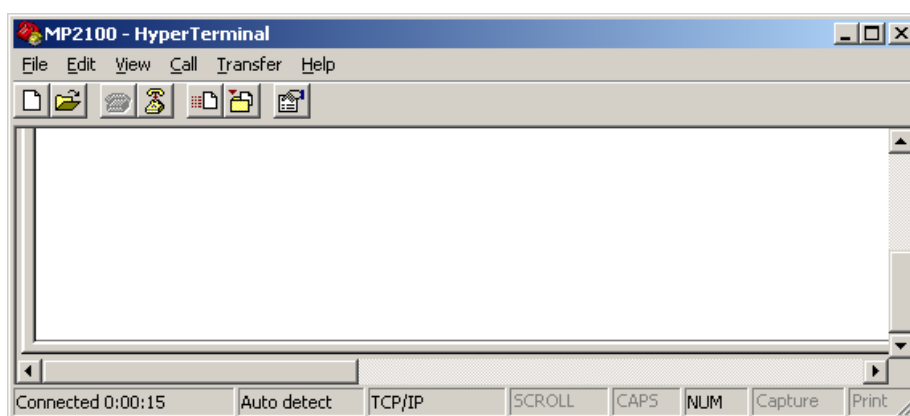 MP2100 - HyperTerminal
File Edit View Call Transfer Help
Connected 0:00:15 Auto detect TCP/IP SCROLL CAPS NUM Capture Print